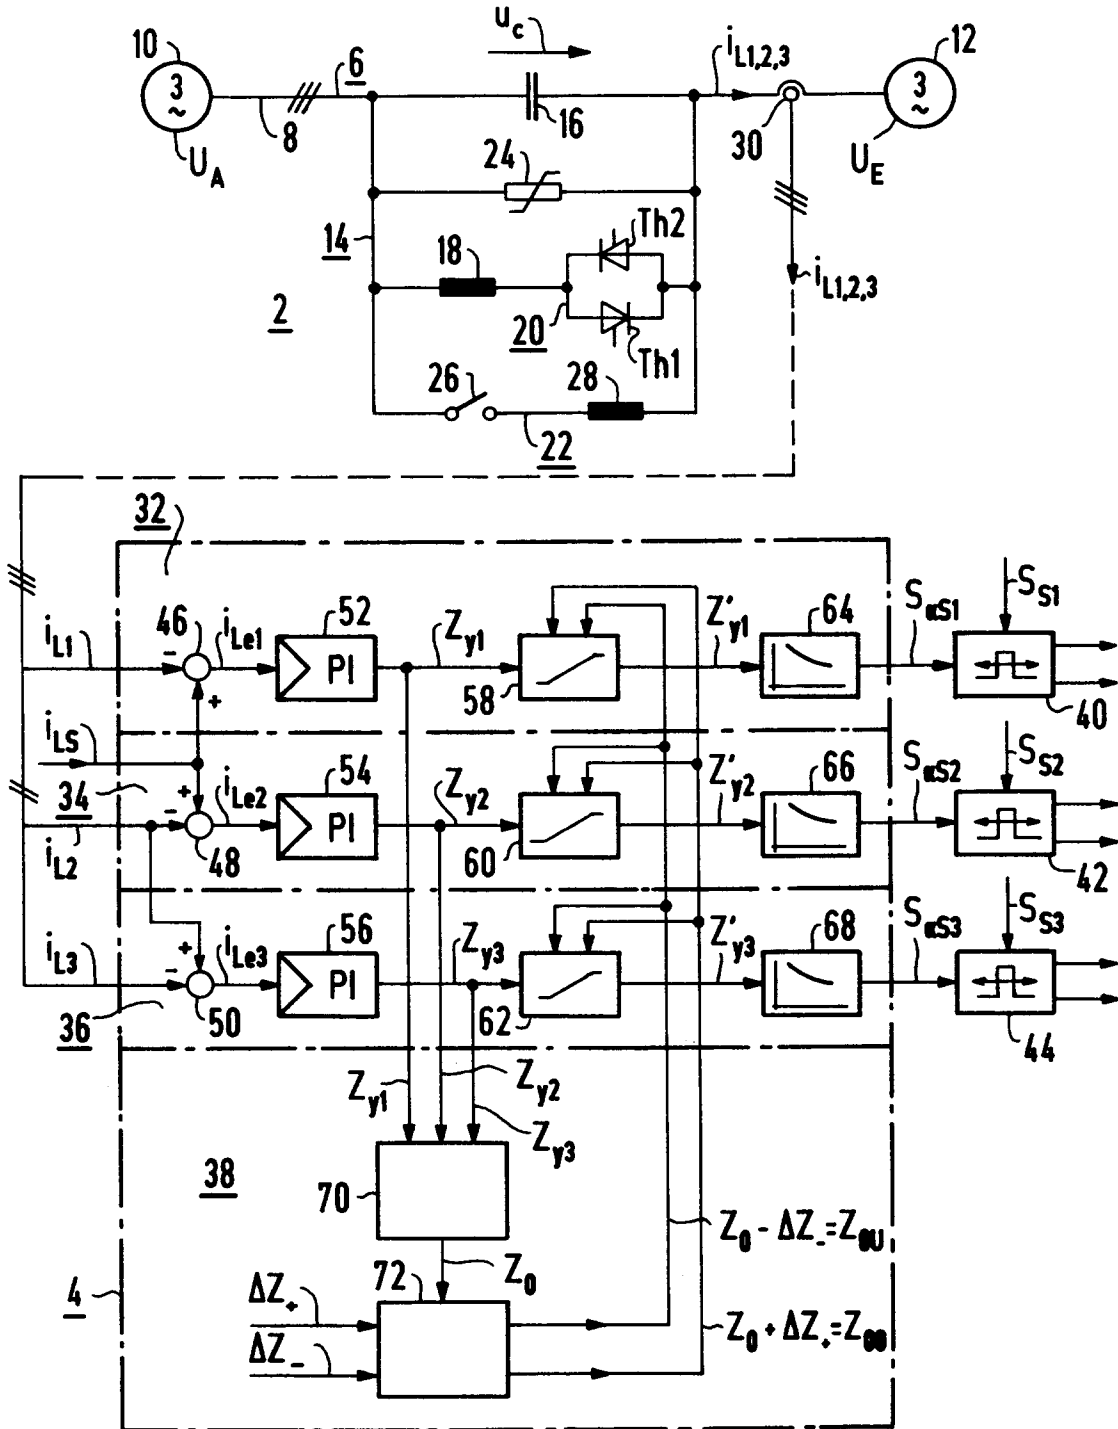 u_c
10
12
3
~
6
i_L1,2,3
3
~
8
16
30
U_A
24
U_E
14
18
Th2
i_L1,2,3
2
20
Th1
26
28
22
32
i_L1
46
i_Le1
52
Z_y1
Z'_y1
64
S_αS1
S_S1
-
+
PI
58
40
i_LS
34
+
-
i_Le2
54
Z_y2
Z'_y2
66
S_αS2
S_S2
PI
i_L2
48
60
42
i_L3
+
-
i_Le3
56
Z_y3
Z'_y3
68
S_αS3
S_S3
PI
36
50
62
44
Z_y1
Z_y2
Z_y3
38
70
Z_0 - ΔZ_- = Z_0U
Z_0
4
72
ΔZ_+
ΔZ_-
Z_0 + ΔZ_+ = Z_00